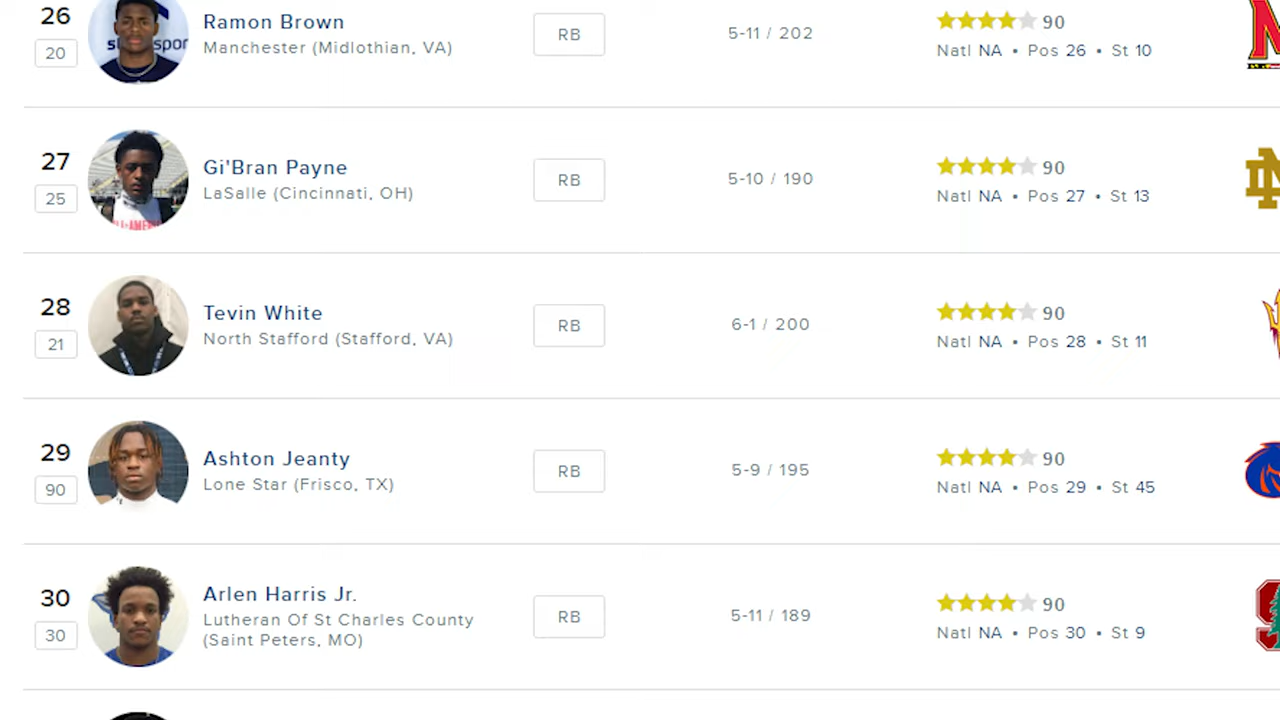 26
20
Ramon Brown
Manchester (Midlothian, VA)
RB
5-11 / 202
90
Natl NA • Pos 26 • St 10
27
25
Gi'Bran Payne
LaSalle (Cincinnati, OH)
RB
5-10 / 190
90
Natl NA • Pos 27 • St 13
28
21
Tevin White
North Stafford (Stafford, VA)
RB
6-1 / 200
90
Natl NA • Pos 28 • St 11
29
90
Ashton Jeanty
Lone Star (Frisco, TX)
RB
5-9 / 195
90
Natl NA • Pos 29 • St 45
30
30
Arlen Harris Jr.
Lutheran Of St Charles County
(Saint Peters, MO)
RB
5-11 / 189
90
Natl NA • Pos 30 • St 9